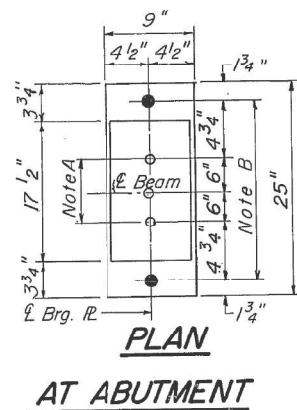 9"
4½" 4½"
1¾"
3¾"
4¾"
17½"
Note A
℄ Beam
6"
6"
Note B
25"
4¾"
3¾"
℄ Brg. ℙL
1¾"
PLAN
AT ABUTMENT